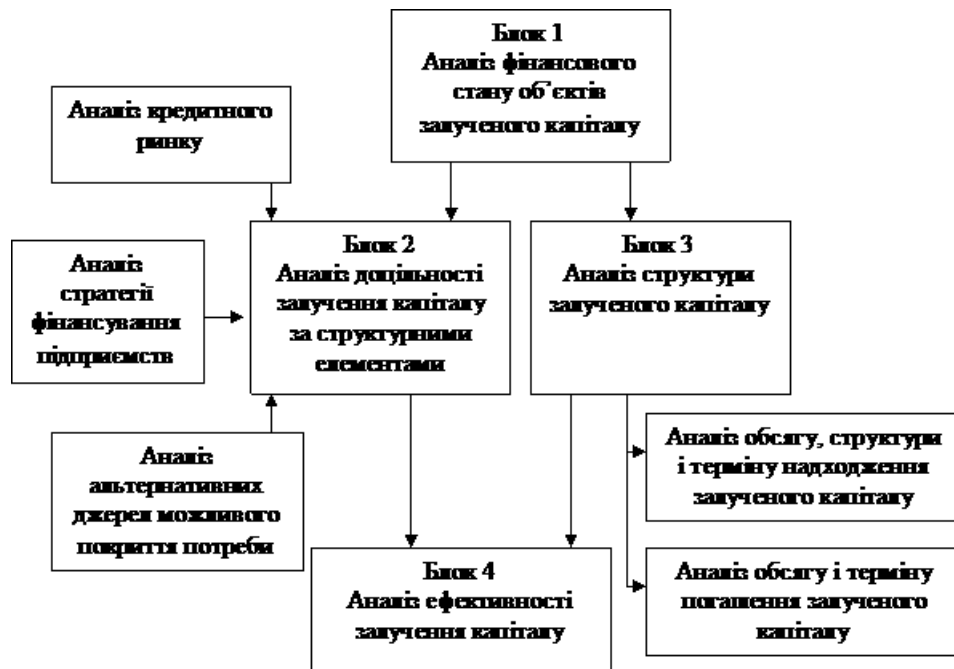 Блок 1
Аналіз фінансового
стану об’єктів
залученого капіталу
Аналіз кредитного
ринку
Блок 2
Аналіз доцільності
залучення капіталу
за структурними
елементами
Блок 3
Аналіз структури
залученого капіталу
Аналіз
стратегії
фінансування
підприємств
Аналіз
альтернативних
джерел можливого
покриття потреби
Аналіз обсягу, структури
і терміну надходження
залученого капіталу
Блок 4
Аналіз ефективності
залучення капіталу
Аналіз обсягу і терміну
погашення залученого
капіталу